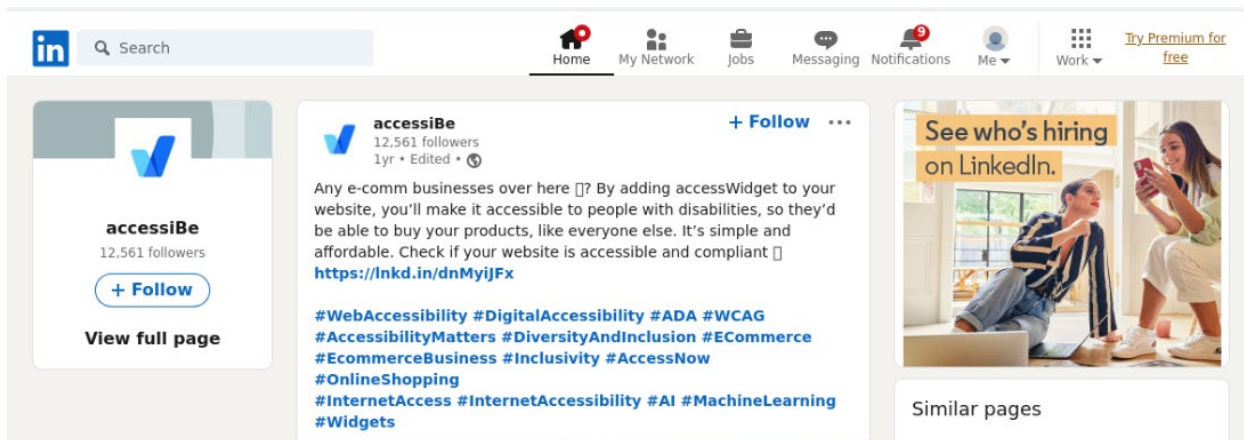 in
Search
Home
My Network
Jobs
Messaging
9
Notifications
Me
Work
Try Premium for
free
accessiBe
12,561 followers
+ Follow
View full page
accessiBe
12,561 followers
1yr • Edited •
+ Follow
Any e-comm businesses over here ▯? By adding accessWidget to your
website, you’ll make it accessible to people with disabilities, so they’d
be able to buy your products, like everyone else. It’s simple and
affordable. Check if your website is accessible and compliant ▯
https://lnkd.in/dnMyiJFx
#WebAccessibility #DigitalAccessibility #ADA #WCAG
#AccessibilityMatters #DiversityAndInclusion #ECommerce
#EcommerceBusiness #Inclusivity #AccessNow
#OnlineShopping
#InternetAccess #InternetAccessibility #AI #MachineLearning
#Widgets
See who’s hiring
on LinkedIn.
Similar pages